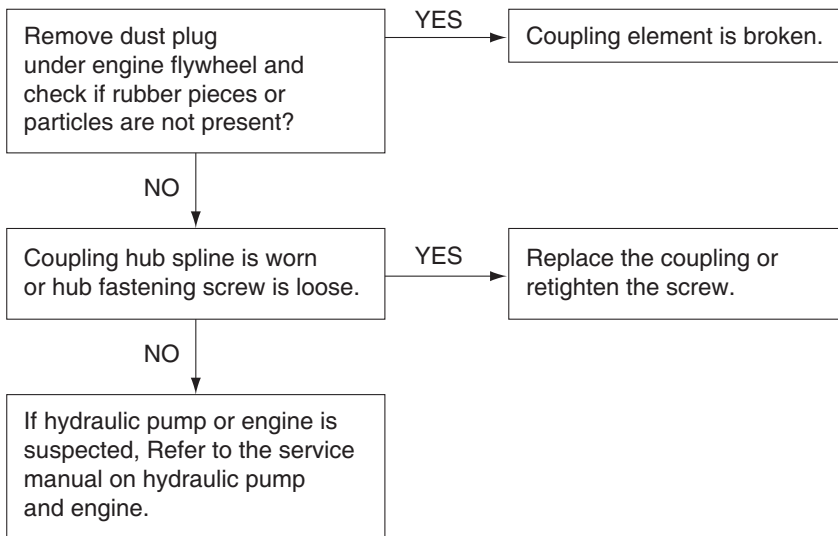 Remove dust plug
under engine flywheel and
check if rubber pieces or
particles are not present?
YES
Coupling element is broken.
NO
Coupling hub spline is worn
or hub fastening screw is loose.
YES
Replace the coupling or
retighten the screw.
NO
If hydraulic pump or engine is
suspected, Refer to the service
manual on hydraulic pump
and engine.